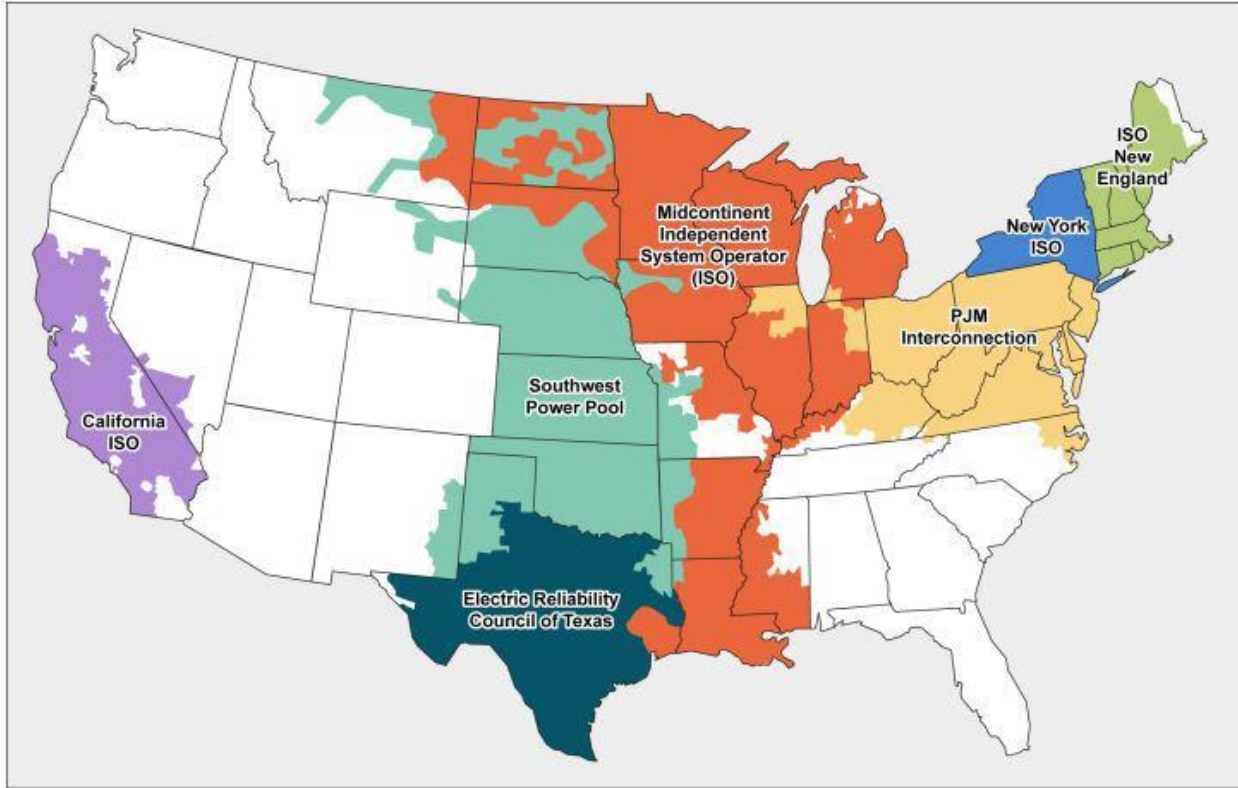 ISO
New
England
Midcontinent
Independent
System Operator
(ISO)
New York
ISO
PJM
Interconnection
Southwest
Power Pool
California
ISO
Electric Reliability
Council of Texas